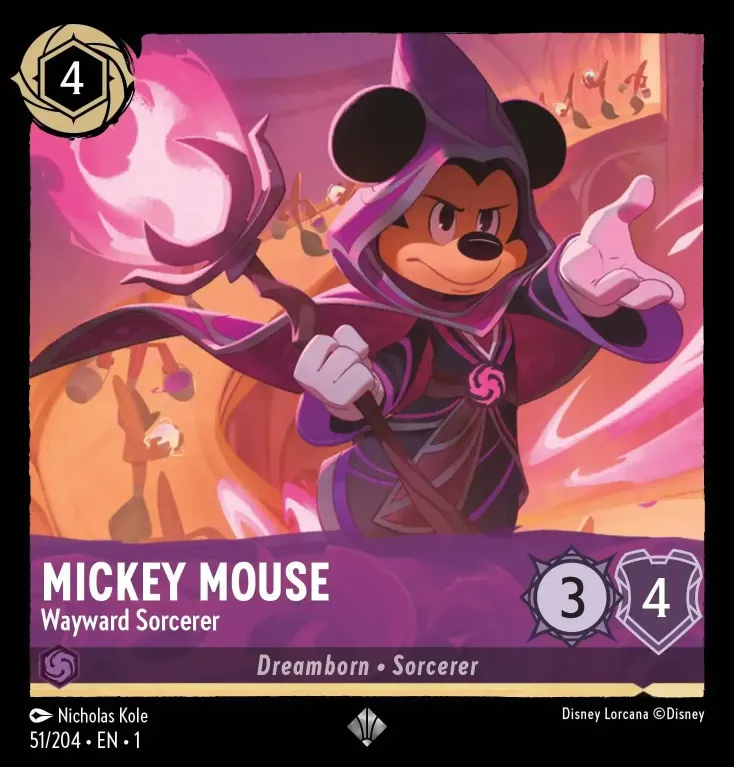 4
MICKEY MOUSE
Wayward Sorcerer
3
4
Dreamborn • Sorcerer
Nicholas Kole
Disney Lorcana ©Disney
51/204 • EN • 1